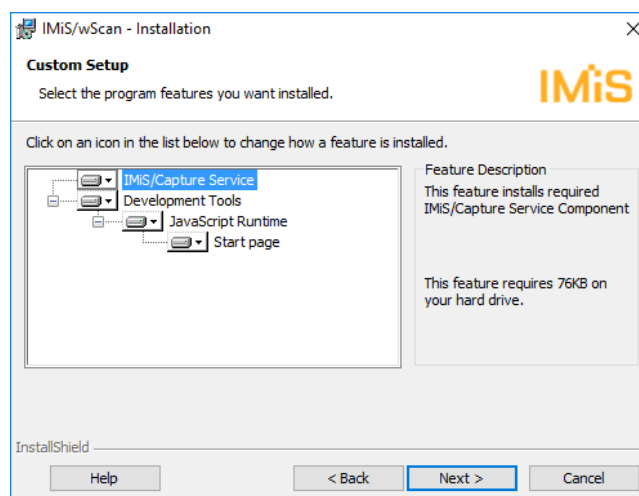 IMiS/wScan - Installation
Custom Setup
Select the program features you want installed.
IMiS
Click on an icon in the list below to change how a feature is installed.
IMiS/Capture Service
Development Tools
JavaScript Runtime
Start page
Feature Description
This feature installs required
IMiS/Capture Service Component
This feature requires 76KB on
your hard drive.
InstallShield
Help
< Back
Next >
Cancel